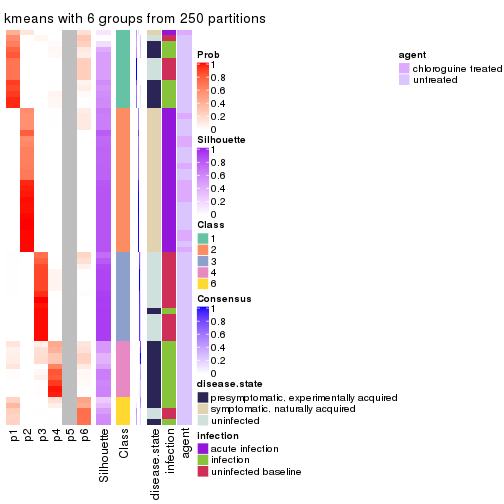 kmeans with 6 groups from 250 partitions
Prob
1
0.8
0.6
0.4
0.2
0
Silhouette
1
0.8
0.6
0.4
0.2
0
Class
1
2
3
4
6
Consensus
1
0.8
0.6
0.4
0.2
0
disease.state
presymptomatic. experimentally acquired
symptomatic. naturally acquired
uninfected
infection
acute infection
infection
uninfected baseline
agent
chloroguine treated
untreated
p1
p2
p3
p4
p5
p6
Silhouette
Class
disease.state
infection
agent